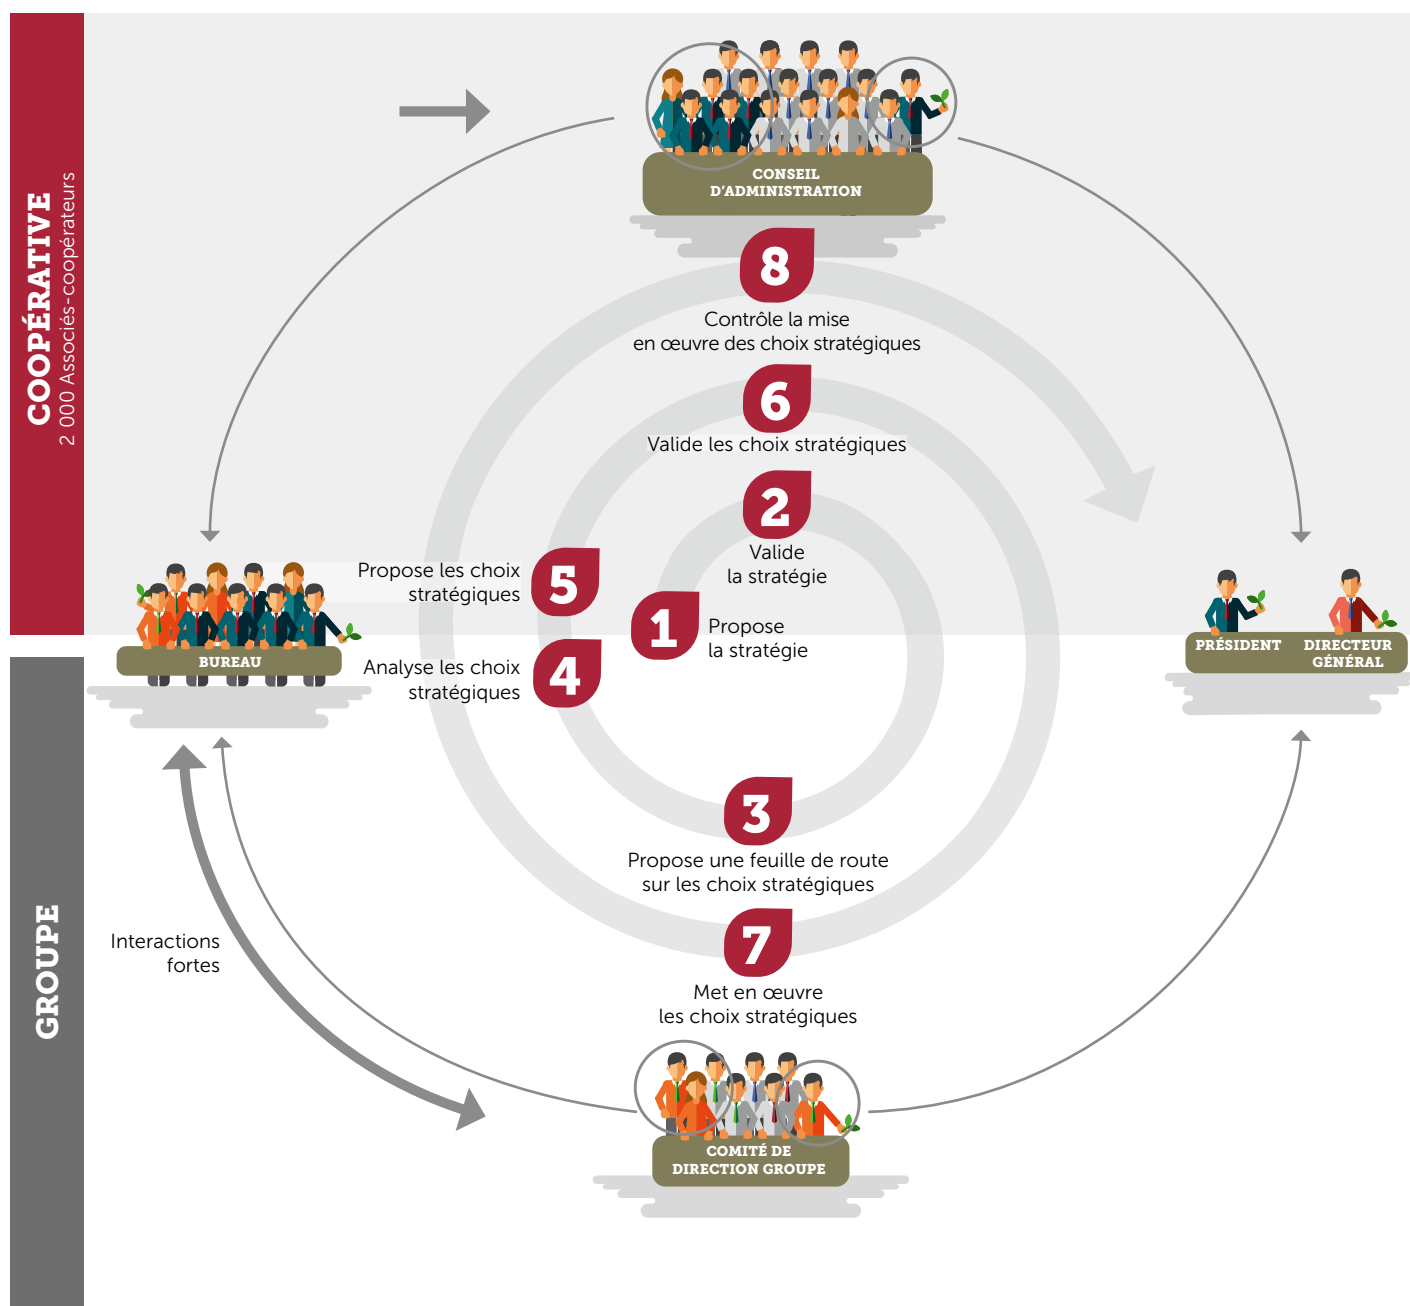 COOPÉRATIVE
2 000 Associés-coopérateurs
CONSEIL
D'ADMINISTRATION
8
Contrôle la mise
en œuvre des choix stratégiques
6
Valide les choix stratégiques
2
Valide
la stratégie
5
Propose les choix
stratégiques
1
Propose
la stratégie
4
Analyse les choix
stratégiques
BUREAU
PRÉSIDENT
DIRECTEUR
GÉNÉRAL
3
Propose une feuille de route
sur les choix stratégiques
7
Met en œuvre
les choix stratégiques
GROUPE
Interactions
fortes
COMITÉ DE
DIRECTION GROUPE